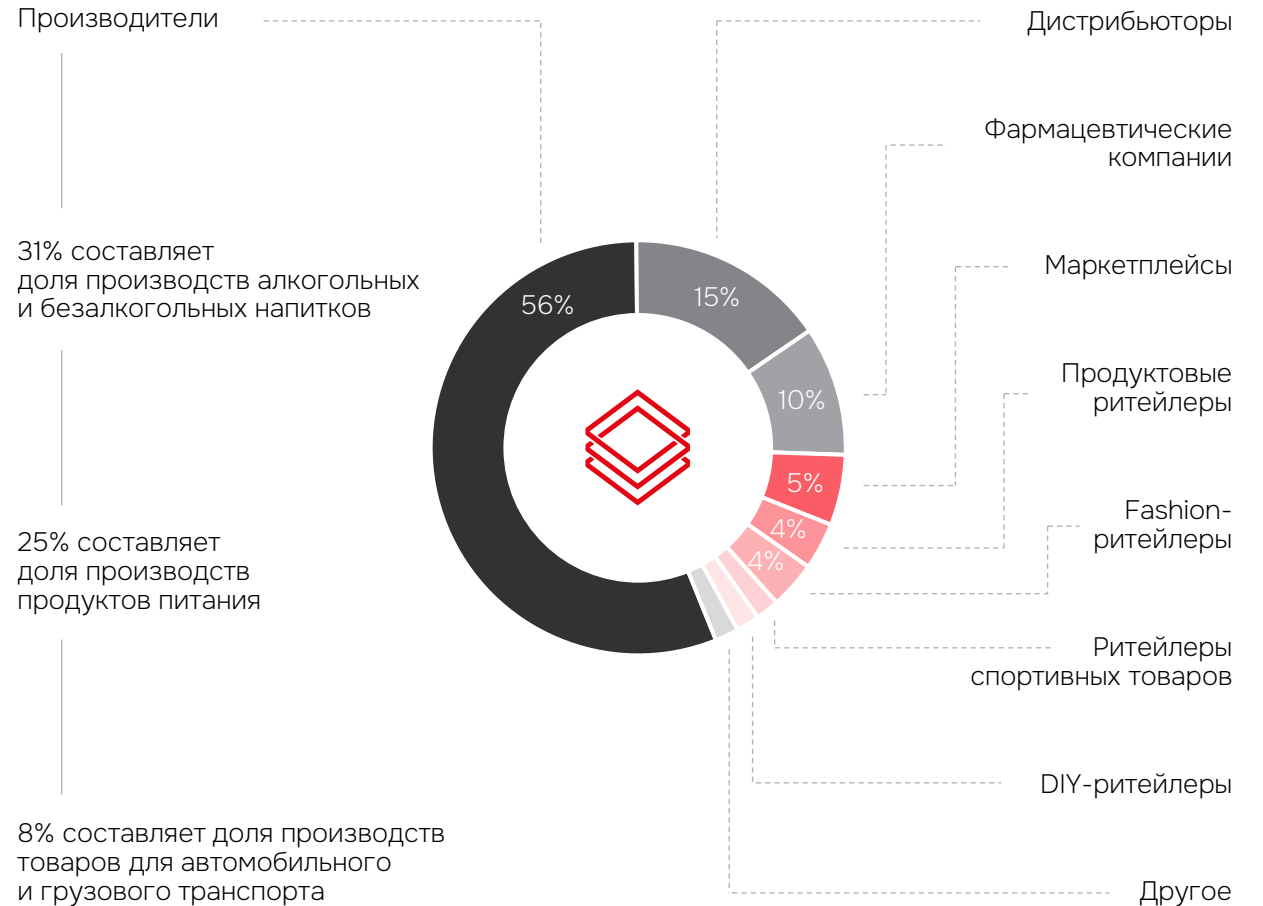 Производители
31% составляет
доля производств алкогольных
и безалкогольных напитков
25% составляет
доля производств
продуктов питания
8% составляет доля производств
товаров для автомобильного
и грузового транспорта
56%
15%
10%
5%
4%
4%
Дистрибьюторы
Фармацевтические
компании
Маркетплейсы
Продуктовые
ритейлеры
Fashion-
ритейлеры
Ритейлеры
спортивных товаров
DIY-ритейлеры
Другое